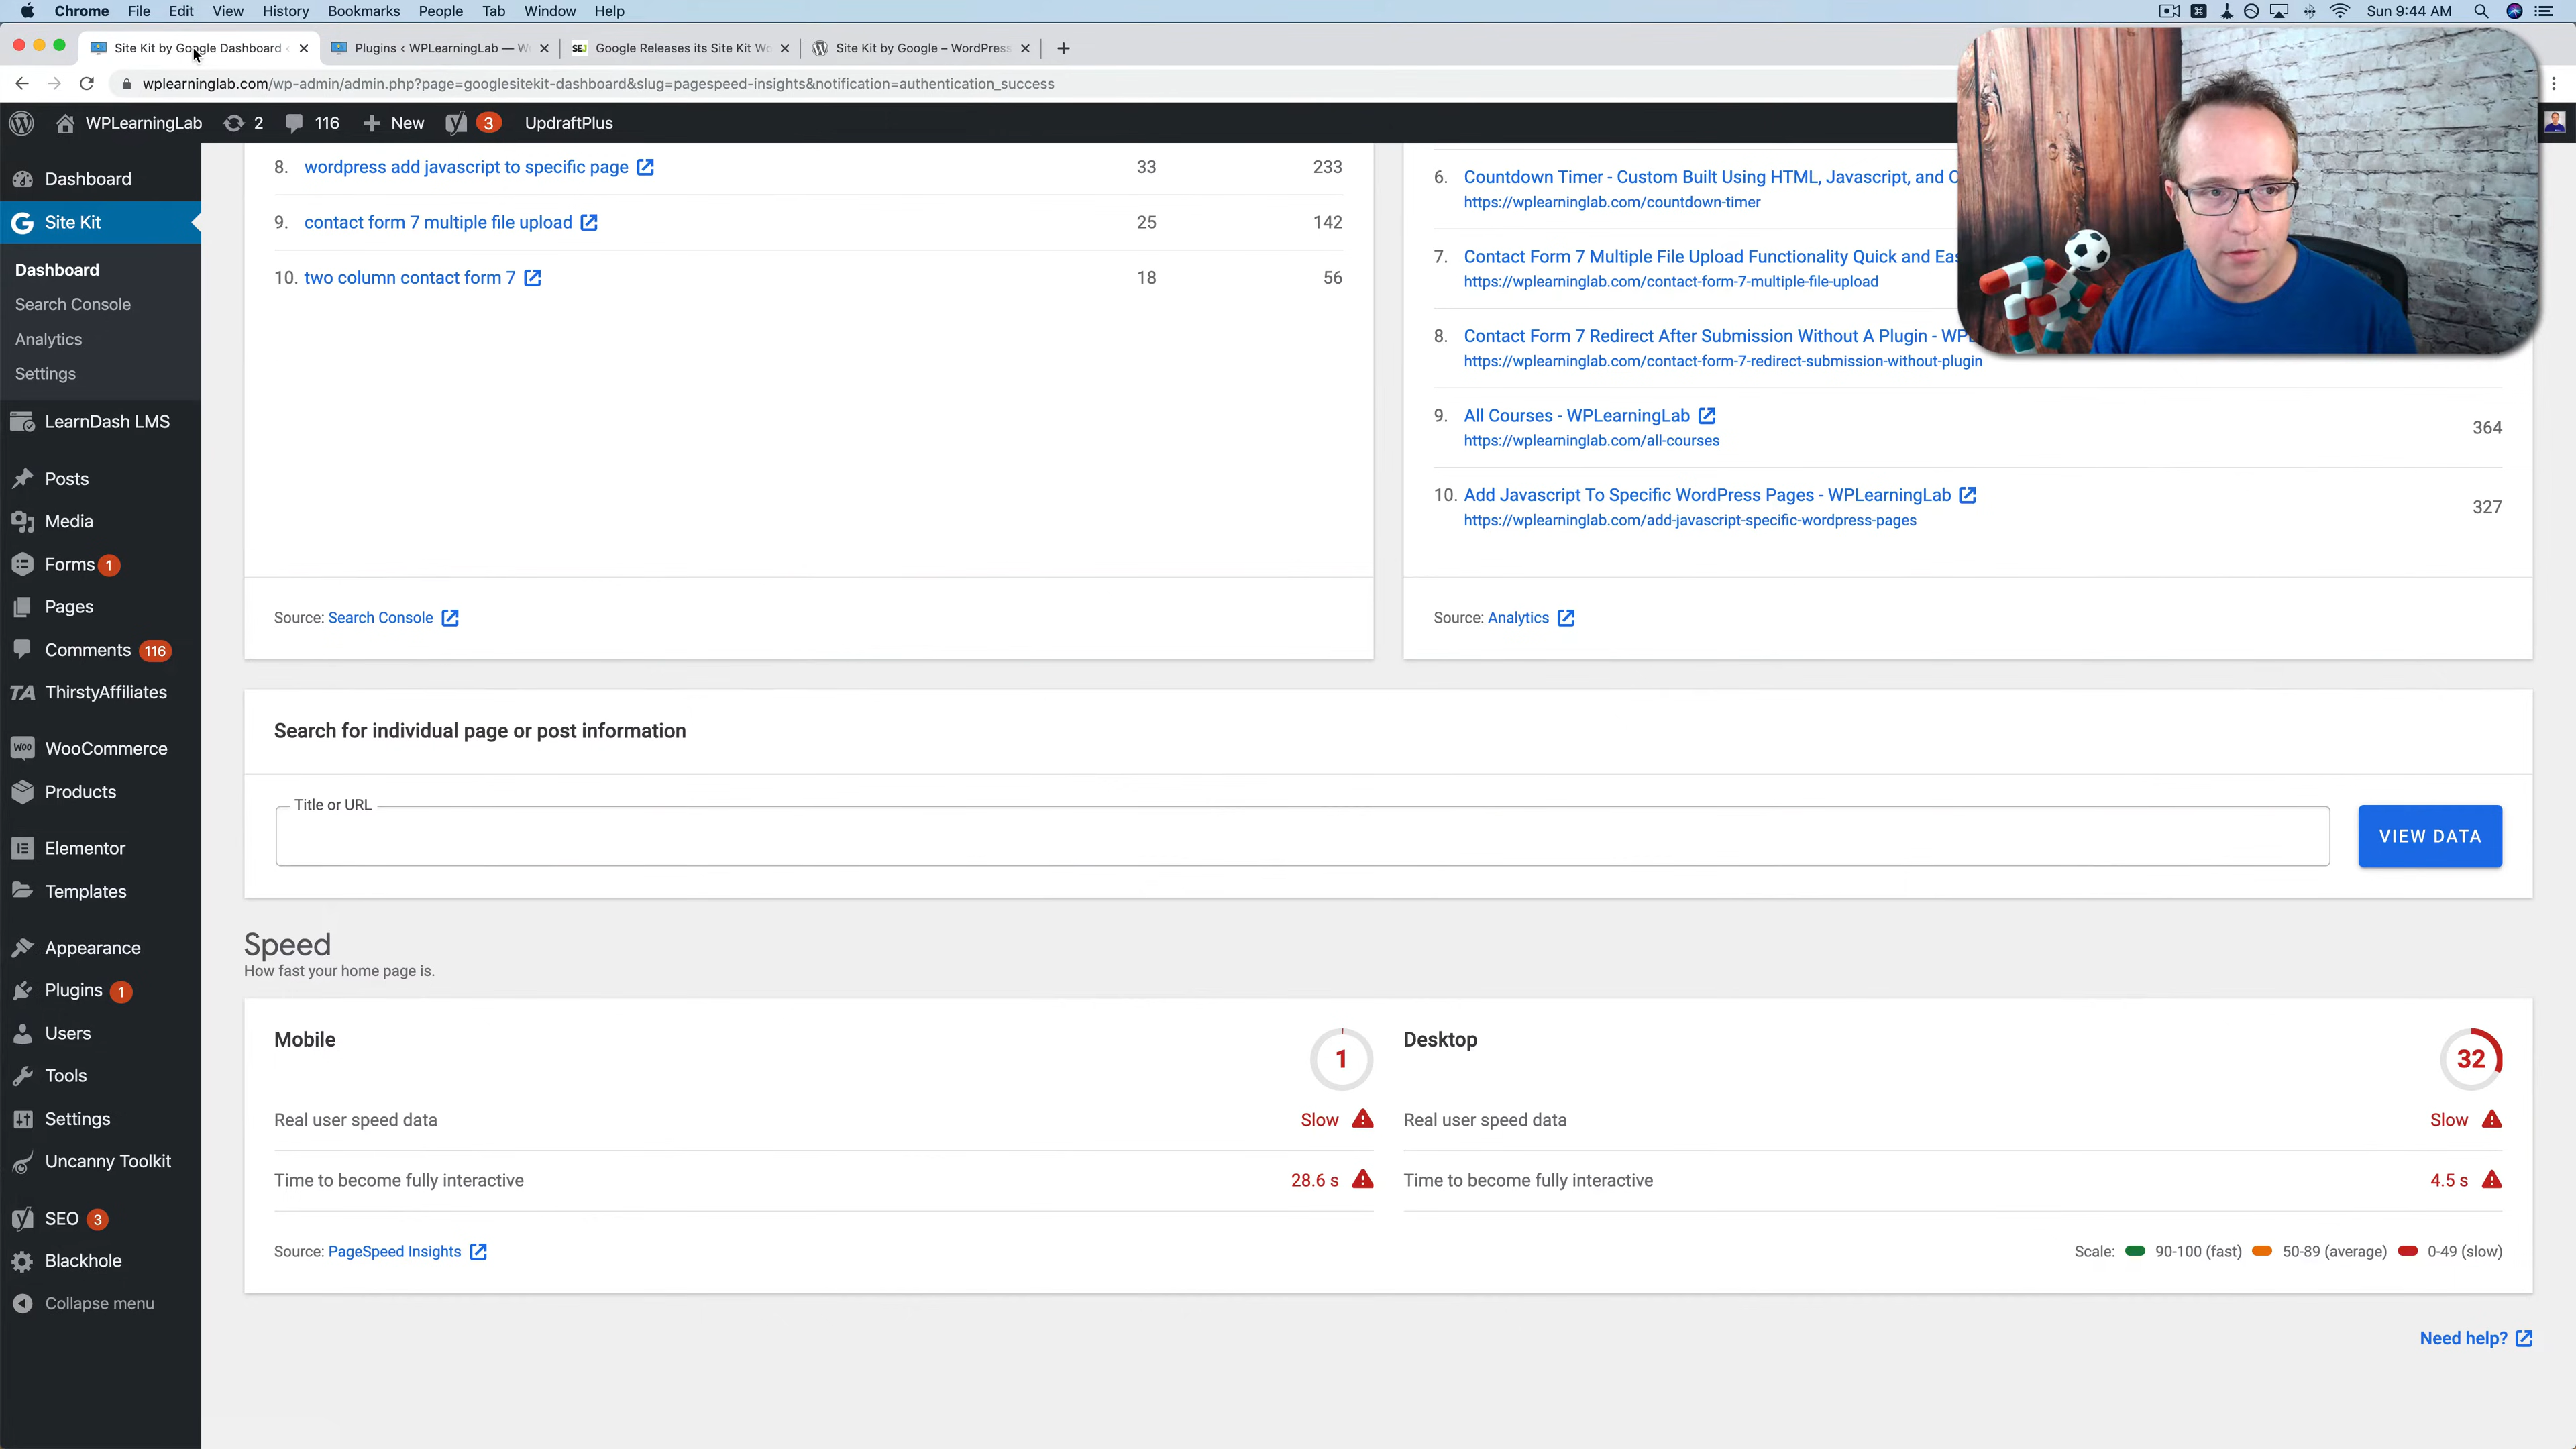 Chrome File Edit View History Bookmarks People Tab Window Help Sun 9:44 AM
Site Kit by Google Dashboard Plugins ‹ WPLearningLab — W Google Releases its Site Kit Wo Site Kit by Google – WordPress
wplearninglab.com/wp-admin/admin.php?page=googlesitekit-dashboard&slug=pagespeed-insights&notification=authentication_success
WPLearningLab 2 116 New 3 UpdraftPlus
Dashboard
Site Kit
Dashboard
Search Console
Analytics
Settings
LearnDash LMS
Posts
Media
Forms 1
Pages
Comments 116
TA ThirstyAffiliates
WooCommerce
Products
Elementor
Templates
Appearance
Plugins 1
Users
Tools
Settings
Uncanny Toolkit
SEO 3
Blackhole
Collapse menu
8. wordpress add javascript to specific page 33 233
9. contact form 7 multiple file upload 25 142
10. two column contact form 7 18 56
Source: Search Console
6. Countdown Timer - Custom Built Using HTML, Javascript, and C
https://wplearninglab.com/countdown-timer
7. Contact Form 7 Multiple File Upload Functionality Quick and Eas
https://wplearninglab.com/contact-form-7-multiple-file-upload
8. Contact Form 7 Redirect After Submission Without A Plugin - WP
https://wplearninglab.com/contact-form-7-redirect-submission-without-plugin
9. All Courses - WPLearningLab 364
https://wplearninglab.com/all-courses
10. Add Javascript To Specific WordPress Pages - WPLearningLab 327
https://wplearninglab.com/add-javascript-specific-wordpress-pages
Source: Analytics
Search for individual page or post information
Title or URL
VIEW DATA
Speed
How fast your home page is.
Mobile 1
Real user speed data Slow
Time to become fully interactive 28.6 s
Source: PageSpeed Insights
Desktop 32
Real user speed data Slow
Time to become fully interactive 4.5 s
Scale: 90-100 (fast) 50-89 (average) 0-49 (slow)
Need help?